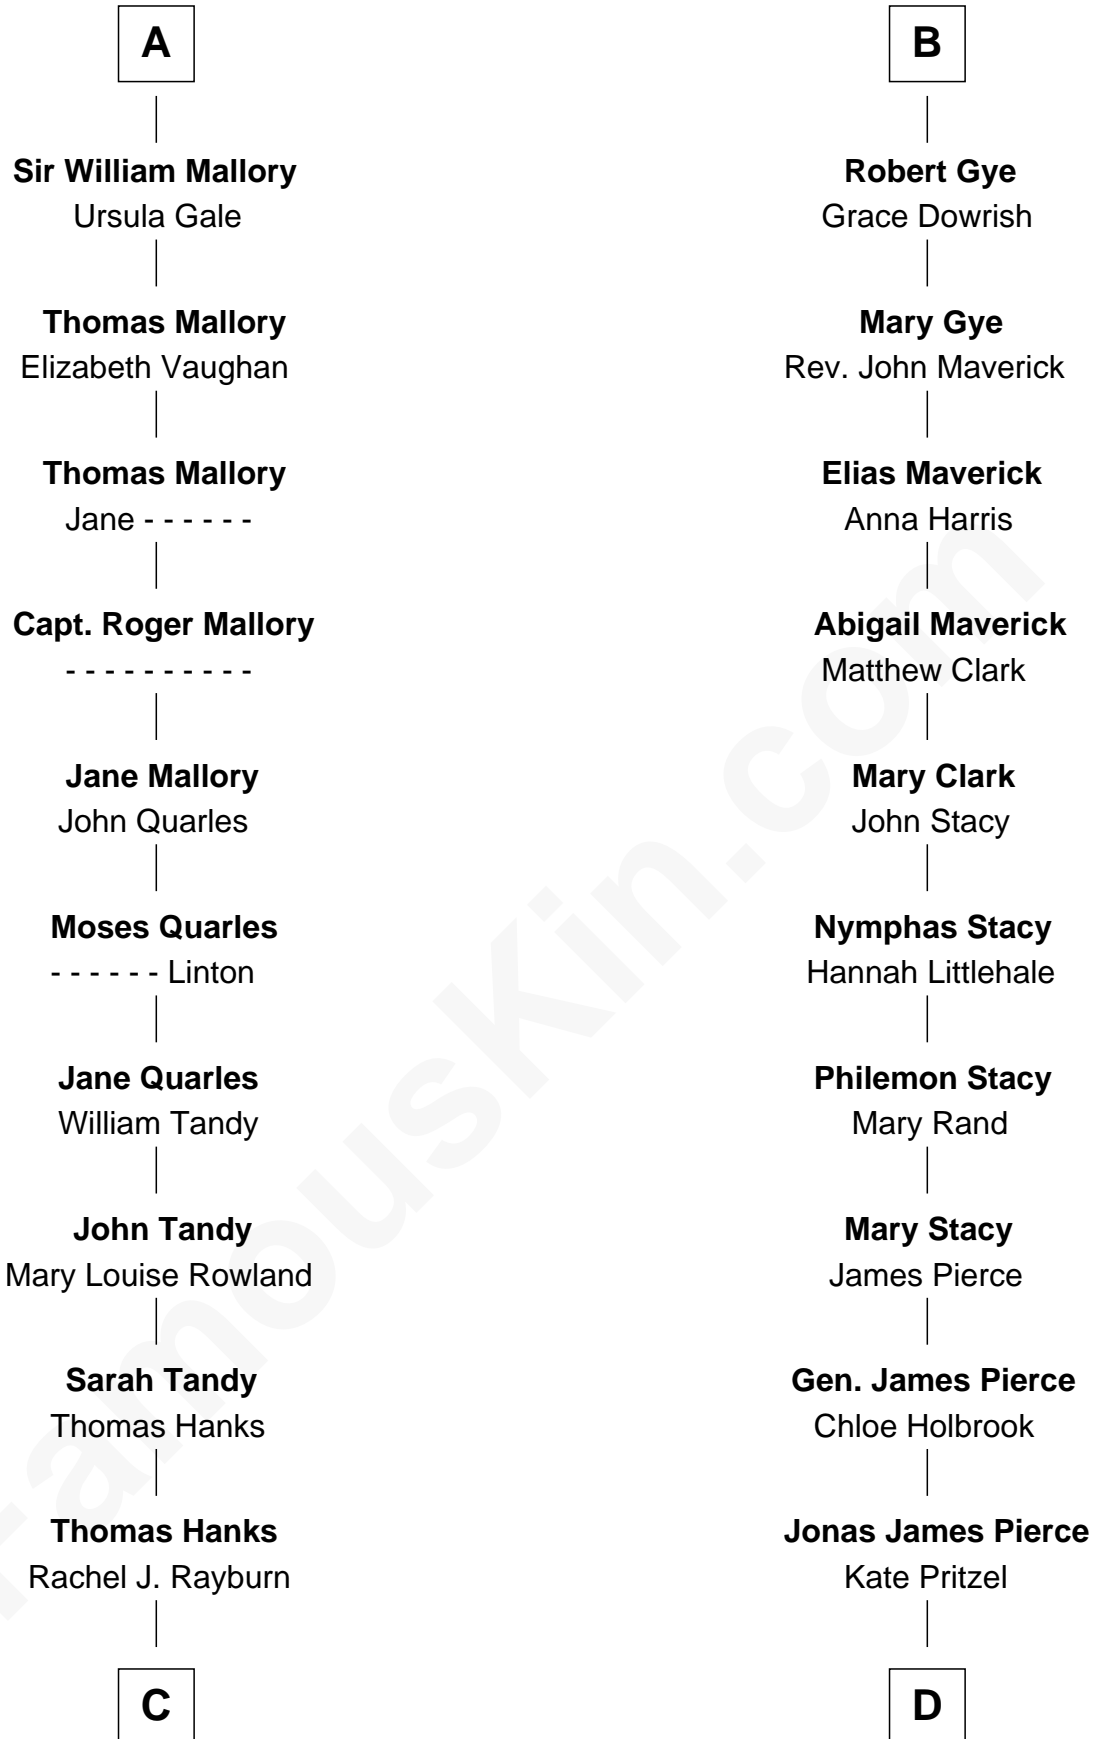 A
Sir William Mallory
Ursula Gale
Thomas Mallory
Elizabeth Vaughan
Thomas Mallory
Jane - - - - - -
Capt. Roger Mallory
- - - - - - - - - -
Jane Mallory
John Quarles
Moses Quarles
- - - - - - Linton
Jane Quarles
William Tandy
John Tandy
Mary Louise Rowland
Sarah Tandy
Thomas Hanks
Thomas Hanks
Rachel J. Rayburn
C
B
Robert Gye
Grace Dowrish
Mary Gye
Rev. John Maverick
Elias Maverick
Anna Harris
Abigail Maverick
Matthew Clark
Mary Clark
John Stacy
Nymphas Stacy
Hannah Littlehale
Philemon Stacy
Mary Rand
Mary Stacy
James Pierce
Gen. James Pierce
Chloe Holbrook
Jonas James Pierce
Kate Pritzel
D
FamousKin.com